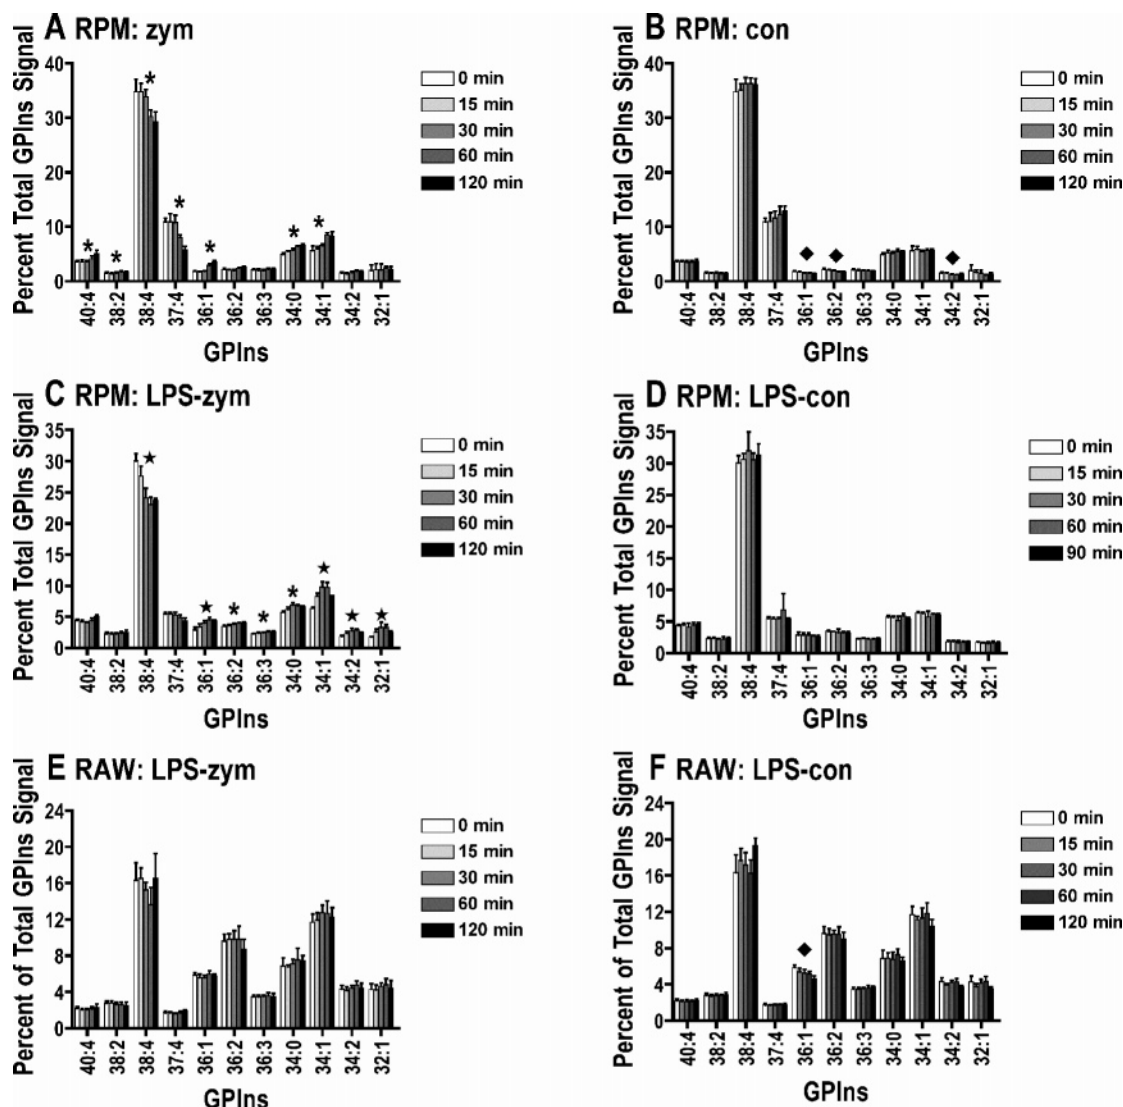 A RPM: zym
Percent Total GPIns Signal
40
30
20
10
0
* * * * * * *
0 min
15 min
30 min
60 min
120 min
40:4 38:2 38:4 37:4 36:1 36:2 36:3 34:0 34:1 34:2 32:1
GPIns
B RPM: con
Percent Total GPIns Signal
40
30
20
10
0
◆ ◆ ◆
0 min
15 min
30 min
60 min
120 min
40:4 38:2 38:4 37:4 36:1 36:2 36:3 34:0 34:1 34:2 32:1
GPIns
C RPM: LPS-zym
Percent Total GPIns Signal
35
30
25
20
15
10
5
0
★ ★ * * * ★ ★ ★
0 min
15 min
30 min
60 min
120 min
40:4 38:2 38:4 37:4 36:1 36:2 36:3 34:0 34:1 34:2 32:1
GPIns
D RPM: LPS-con
Percent Total GPIns Signal
35
30
25
20
15
10
5
0
0 min
15 min
30 min
60 min
90 min
40:4 38:2 38:4 37:4 36:1 36:2 36:3 34:0 34:1 34:2 32:1
GPIns
E RAW: LPS-zym
Percent of Total GPIns Signal
24
20
16
12
8
4
0
0 min
15 min
30 min
60 min
120 min
40:4 38:2 38:4 37:4 36:1 36:2 36:3 34:0 34:1 34:2 32:1
GPIns
F RAW: LPS-con
Percent of Total GPIns Signal
24
20
16
12
8
4
0
◆
0 min
15 min
30 min
60 min
120 min
40:4 38:2 38:4 37:4 36:1 36:2 36:3 34:0 34:1 34:2 32:1
GPIns